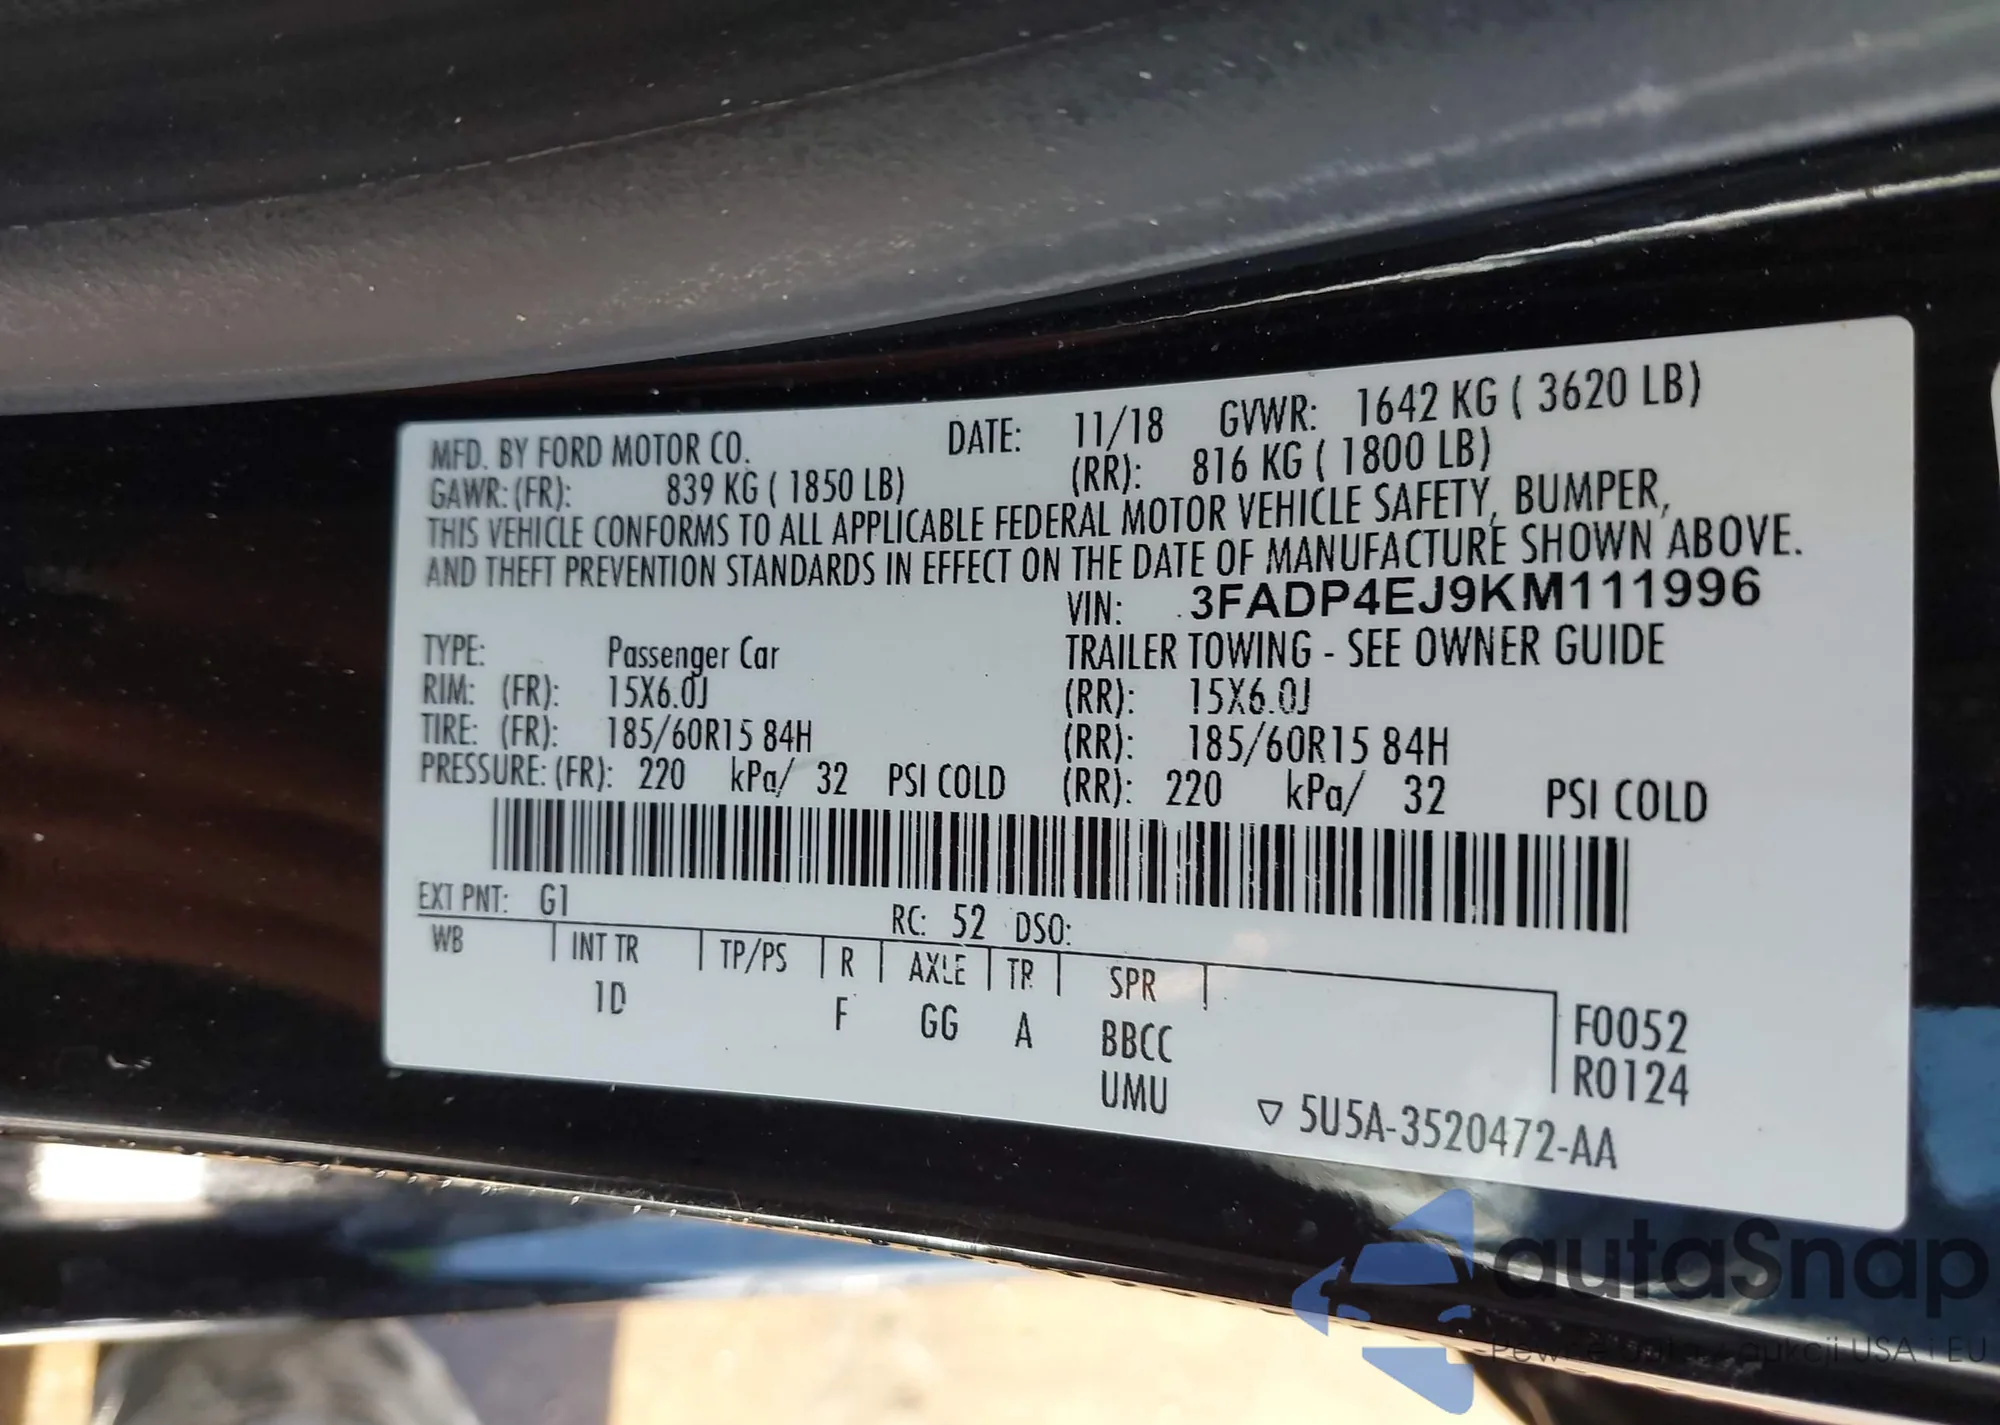 MFD. BY FORD MOTOR CO. DATE: 11/18 GVWR: 1642 KG ( 3620 LB)
GAWR: (FR): 839 KG ( 1850 LB) (RR): 816 KG ( 1800 LB)
THIS VEHICLE CONFORMS TO ALL APPLICABLE FEDERAL MOTOR VEHICLE SAFETY, BUMPER,
AND THEFT PREVENTION STANDARDS IN EFFECT ON THE DATE OF MANUFACTURE SHOWN ABOVE.
VIN: 3FADP4EJ9KM111996
TYPE: Passenger Car TRAILER TOWING - SEE OWNER GUIDE
RIM: (FR): 15X6.0J (RR): 15X6.0J
TIRE: (FR): 185/60R15 84H (RR): 185/60R15 84H
PRESSURE: (FR): 220 kPa/ 32 PSI COLD (RR): 220 kPa/ 32 PSI COLD
EXT PNT: G1 RC: 52 DSO:
WB INT TR TP/PS R AXLE TR SPR
1D F GG A BBCC
UMU
F0052
R0124
▽ 5U5A-3520472-AA
autaSnap
Pewne auta z aukcji USA i EU